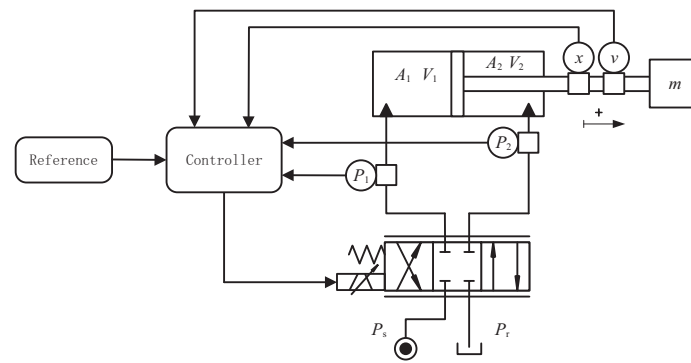 x v
A₁ V₁ A₂ V₂ m
+
Reference Controller P₂
P₁
Pₛ Pᵣ